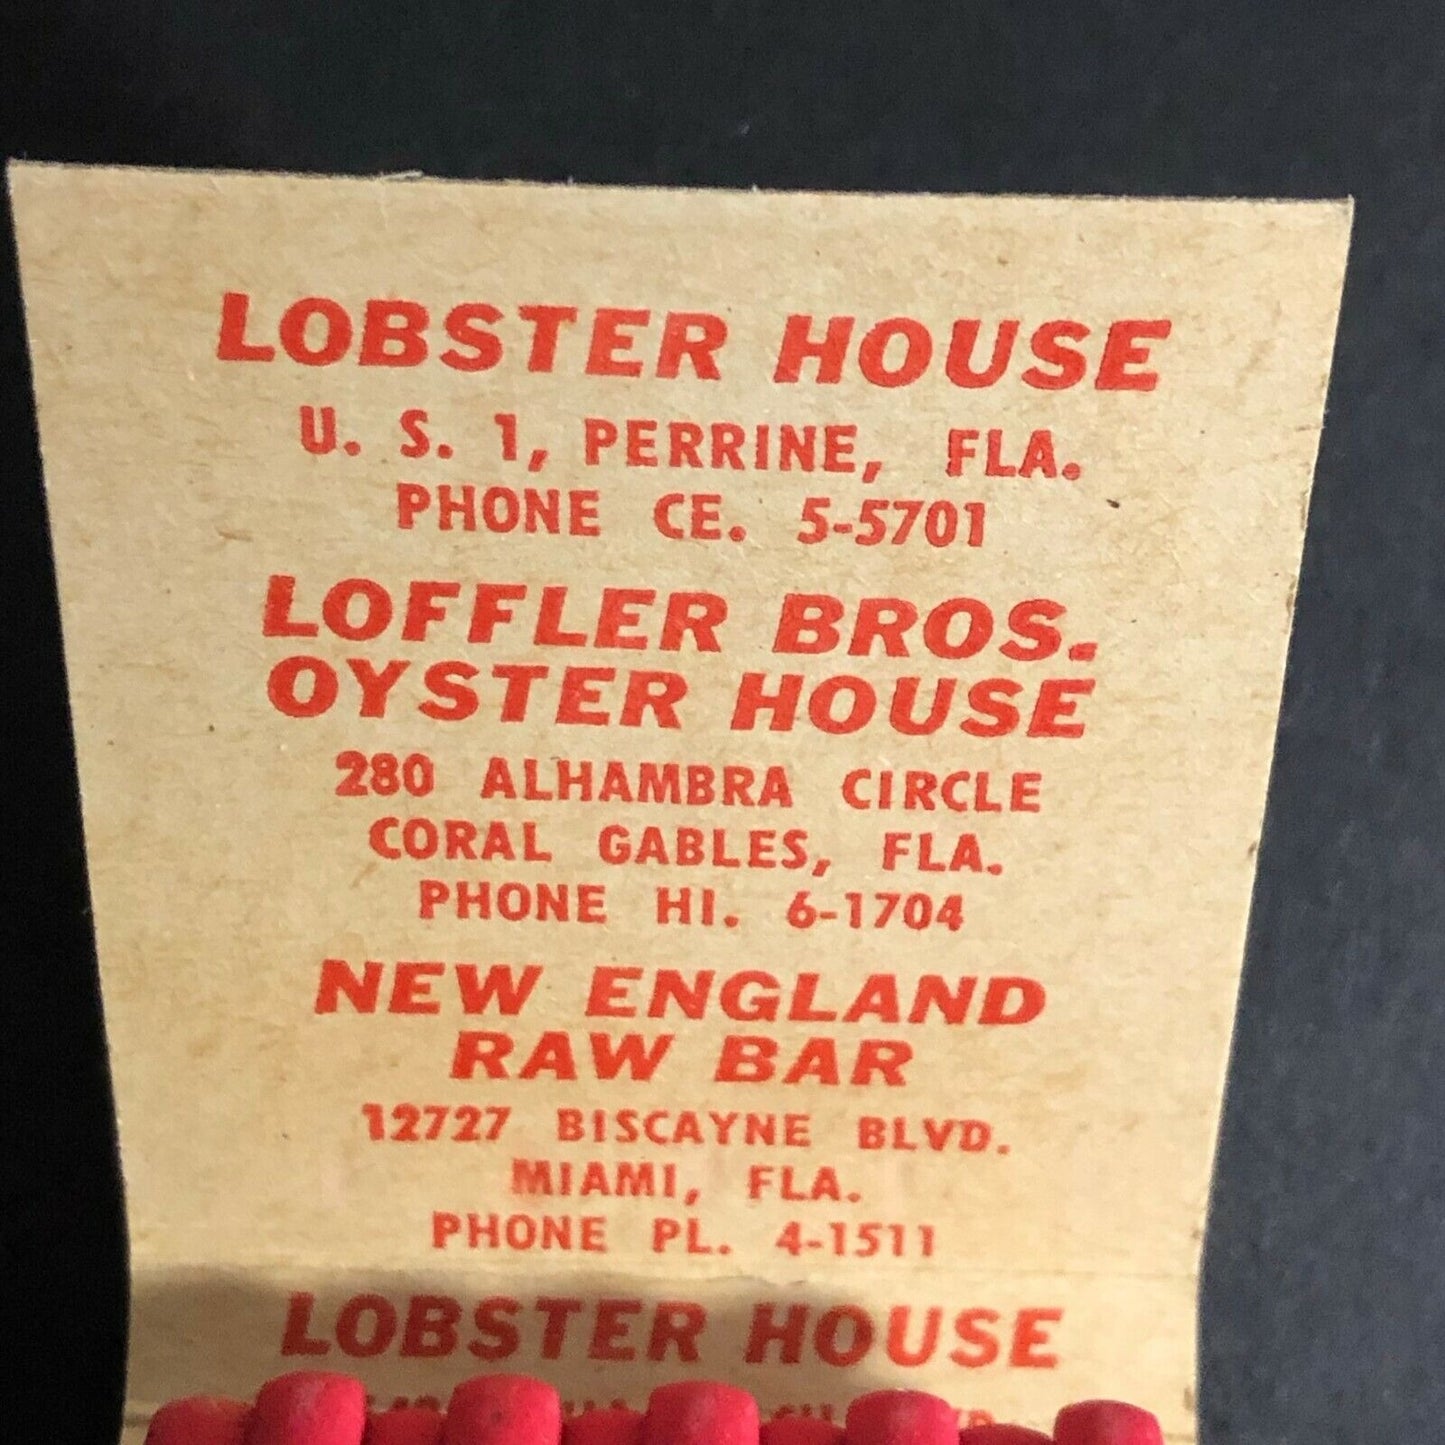 LOBSTER HOUSE
U. S. 1, PERRINE, FLA.
PHONE CE. 5-5701
LOFFLER BROS.
OYSTER HOUSE
280 ALHAMBRA CIRCLE
CORAL GABLES, FLA.
PHONE HI. 6-1704
NEW ENGLAND
RAW BAR
12727 BISCAYNE BLVD.
MIAMI, FLA.
PHONE PL. 4-1511
LOBSTER HOUSE